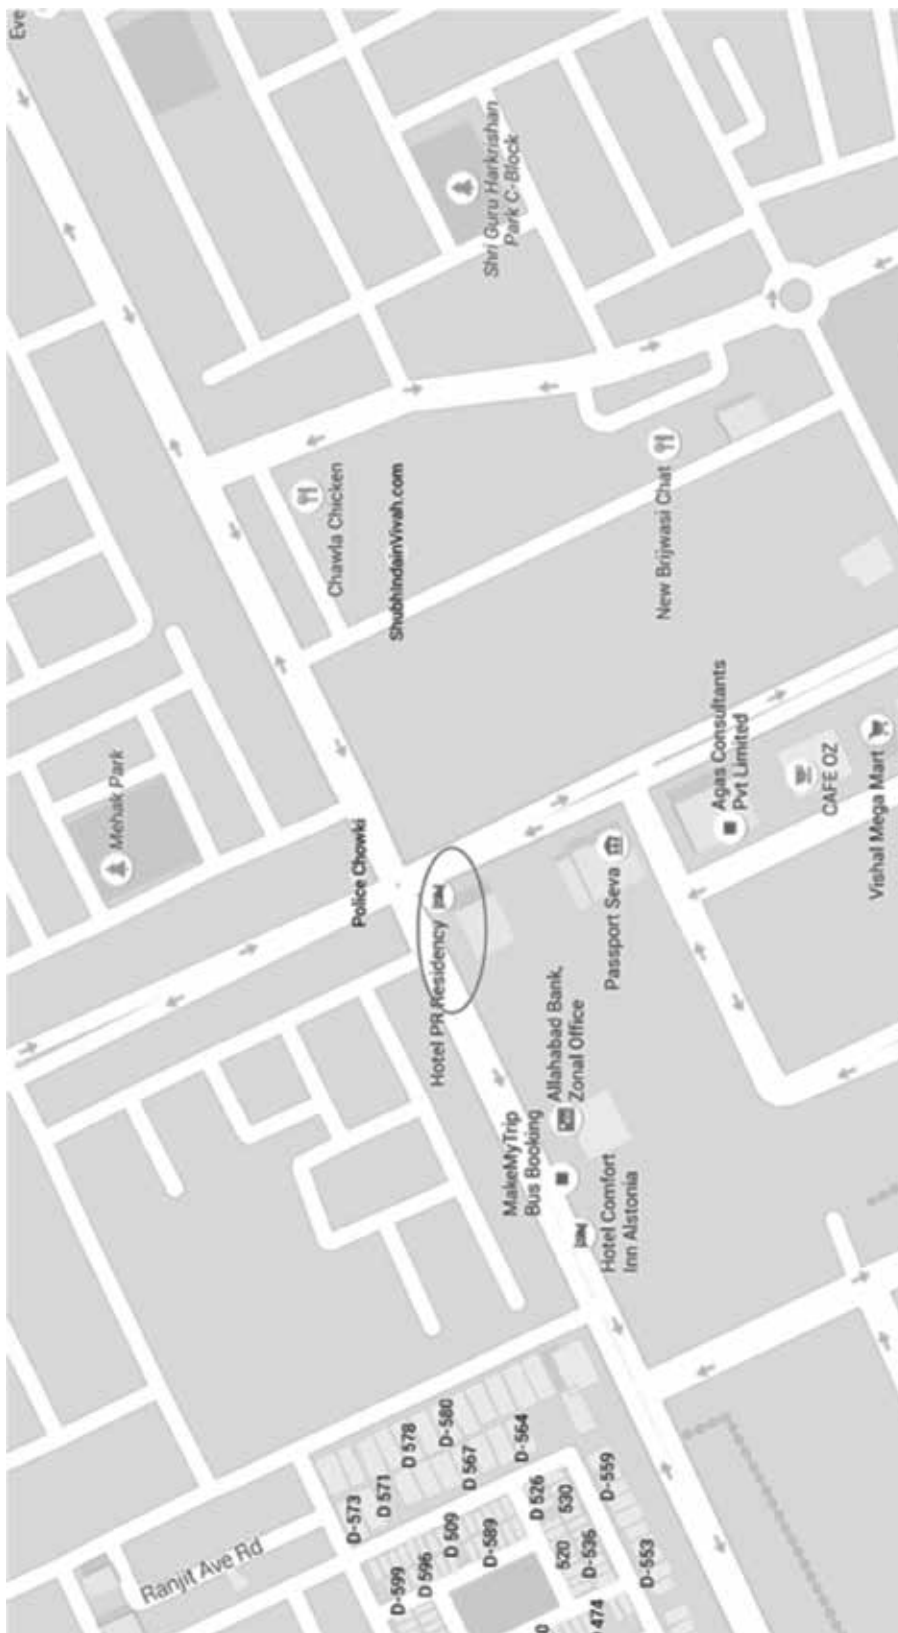 Eve
Shri Guru Harkrishan
Park C-Block
Chawla Chicken
ShubhIndainVivah.com
New Brijwasi Chat
Mehak Park
Police Chowki
Hotel PR Residency
Passport Seva
Agas Consultants
Pvt Limited
CAFE OZ
Vishal Mega Mart
Allahabad Bank,
Zonal Office
MakeMyTrip
Bus Booking
Hotel Comfort
Inn Alstonia
Ranjit Ave Rd
D-573
D 571
D 578
D-580
D 567
D-564
D-599
D 596
D 509
D-589
D 526
530
D-559
520
D-536
D-553
474